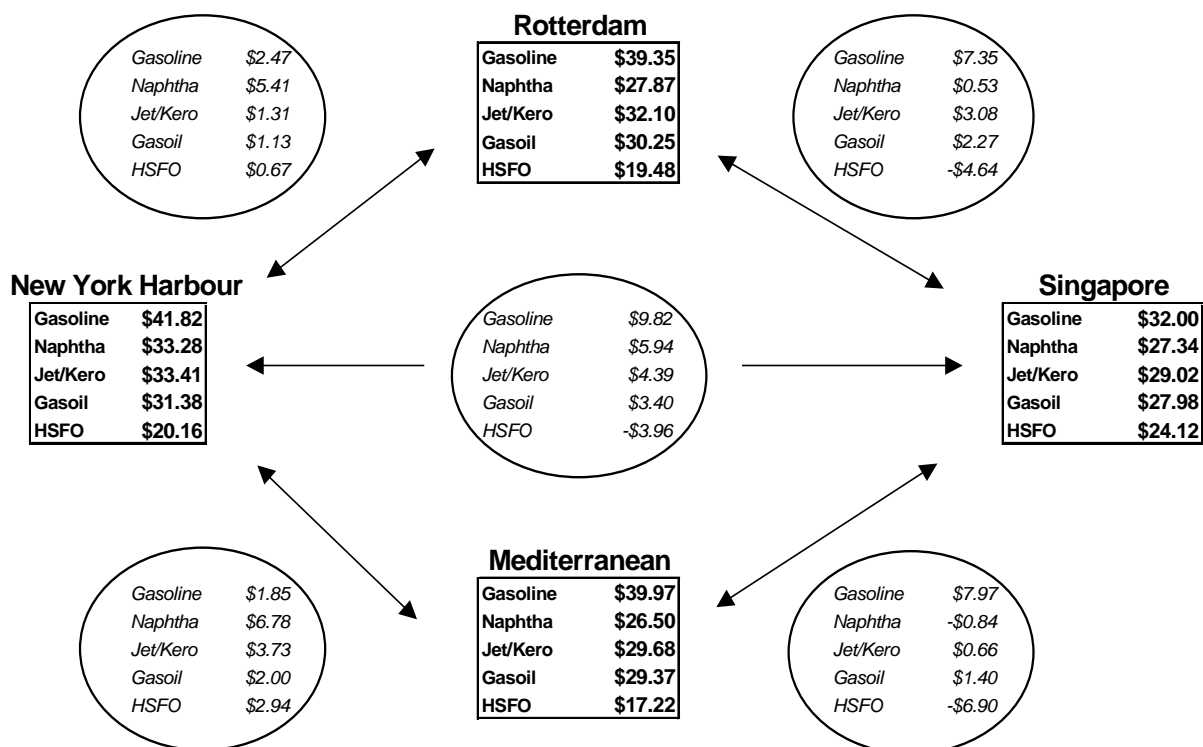 Rotterdam
Gasoline $2.47
Naphtha $5.41
Jet/Kero $1.31
Gasoil $1.13
HSFO $0.67
Gasoline $39.35
Naphtha $27.87
Jet/Kero $32.10
Gasoil $30.25
HSFO $19.48
Gasoline $7.35
Naphtha $0.53
Jet/Kero $3.08
Gasoil $2.27
HSFO -$4.64
New York Harbour
Gasoline $41.82
Naphtha $33.28
Jet/Kero $33.41
Gasoil $31.38
HSFO $20.16
Gasoline $9.82
Naphtha $5.94
Jet/Kero $4.39
Gasoil $3.40
HSFO -$3.96
Singapore
Gasoline $32.00
Naphtha $27.34
Jet/Kero $29.02
Gasoil $27.98
HSFO $24.12
Mediterranean
Gasoline $1.85
Naphtha $6.78
Jet/Kero $3.73
Gasoil $2.00
HSFO $2.94
Gasoline $39.97
Naphtha $26.50
Jet/Kero $29.68
Gasoil $29.37
HSFO $17.22
Gasoline $7.97
Naphtha -$0.84
Jet/Kero $0.66
Gasoil $1.40
HSFO -$6.90